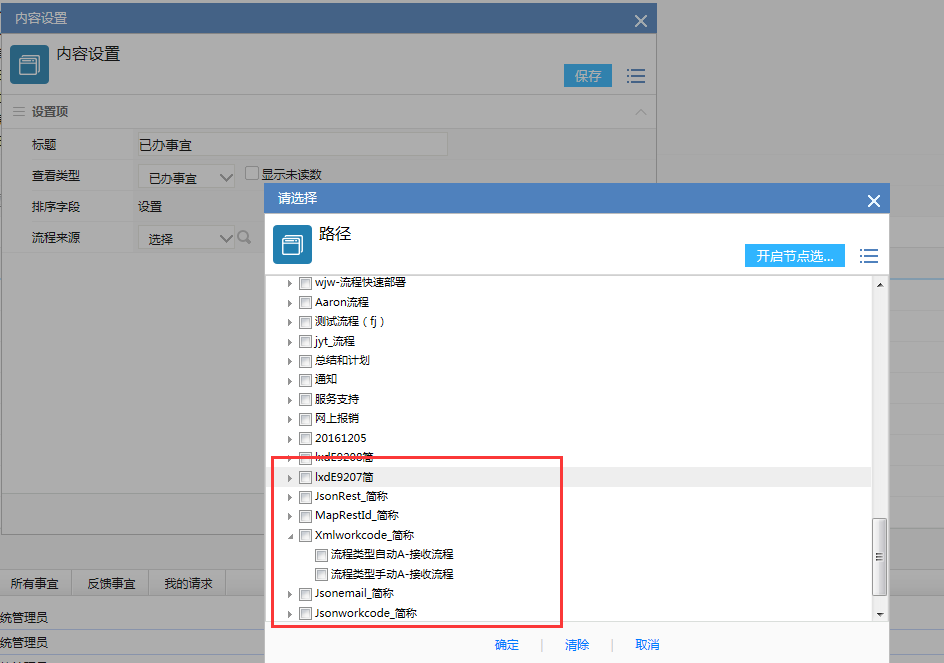 内容设置
内容设置
保存
设置项
标题 已办事宜
查看类型 已办事宜 显示未读数
排序字段 设置
流程来源 选择
请选择
路径
开启节点选...
wjw-流程快速部署
Aaron流程
测试流程（fj）
jyt_流程
总结和计划
通知
服务支持
网上报销
20161205
lxdE9208简
lxdE9207简
JsonRest_简称
MapRestId_简称
Xmlworkcode_简称
流程类型自动A-接收流程
流程类型手动A-接收流程
Jsonemail_简称
Jsonworkcode_简称
确定 清除 取消
所有事宜 反馈事宜 我的请求
统管理员
统管理员